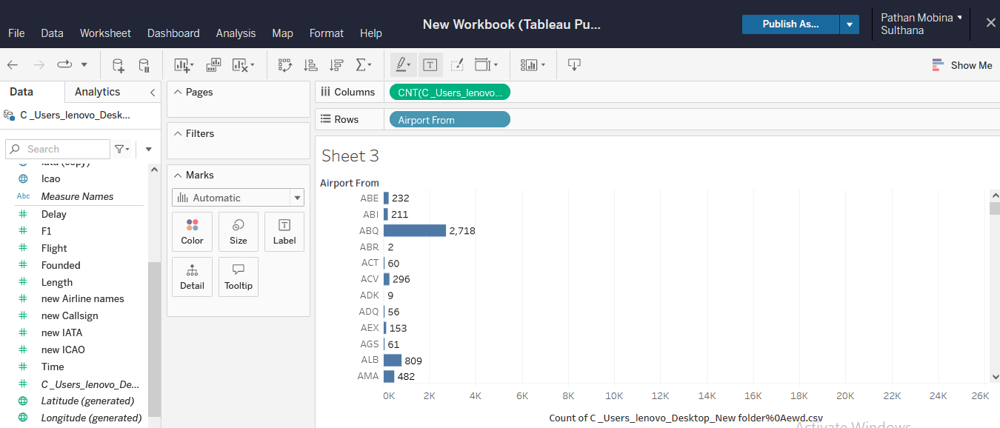 New Workbook (Tableau Pu...
Publish As...
Pathan Mobina
Sulthana
File Data Worksheet Dashboard Analysis Map Format Help
Show Me
Data Analytics
C _Users_lenovo_Desk...
Search
Iata (copy)
Icao
Abc Measure Names
Delay
F1
Flight
Founded
Length
new Airline names
new Callsign
new IATA
new ICAO
Time
C _Users_lenovo_De...
Latitude (generated)
Longitude (generated)
Pages
Filters
Marks
Automatic
Color Size Label
Detail Tooltip
Columns CNT(C _Users_lenovo...
Rows Airport From
Sheet 3
Airport From
ABE 232
ABI 211
ABQ 2,718
ABR 2
ACT 60
ACV 296
ADK 9
ADQ 56
AEX 153
AGS 61
ALB 809
AMA 482
0K 2K 4K 6K 8K 10K 12K 14K 16K 18K 20K 22K 24K 26K
Count of C _Users_lenovo_Desktop_New folder%0Aewd.csv
Activate Windows